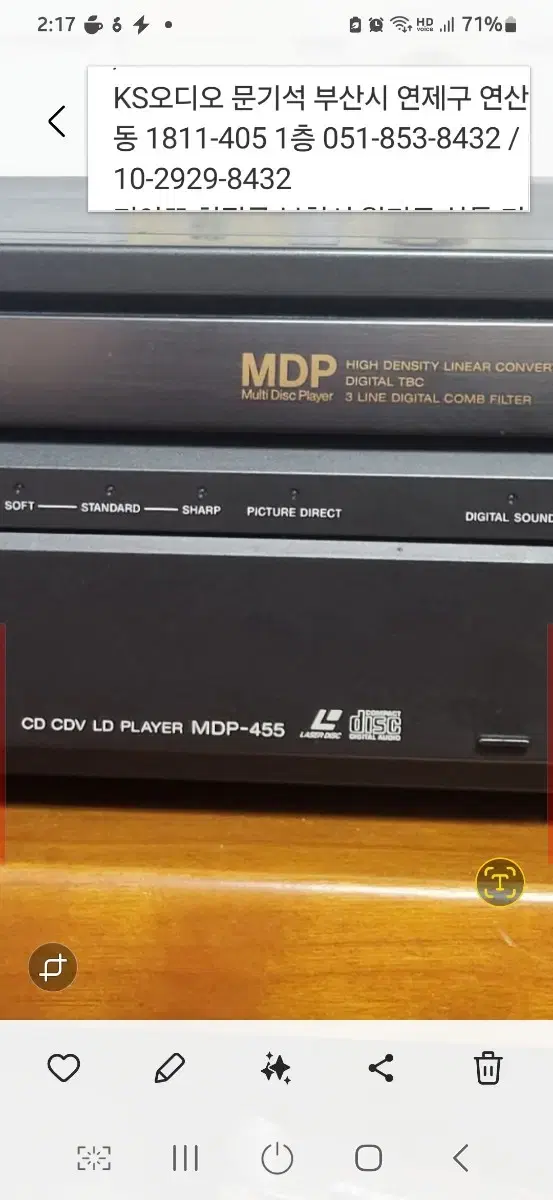 2:17
HD VOICE 71%
KS오디오 문기석 부산시 연제구 연산
동 1811-405 1층 051-853-8432 /
10-2929-8432
MDP
Multi Disc Player
HIGH DENSITY LINEAR CONVER
DIGITAL TBC
3 LINE DIGITAL COMB FILTER
SOFT STANDARD SHARP PICTURE DIRECT DIGITAL SOUND
CD CDV LD PLAYER MDP-455
LASER DISC
COMPACT
disc
DIGITAL AUDIO
T